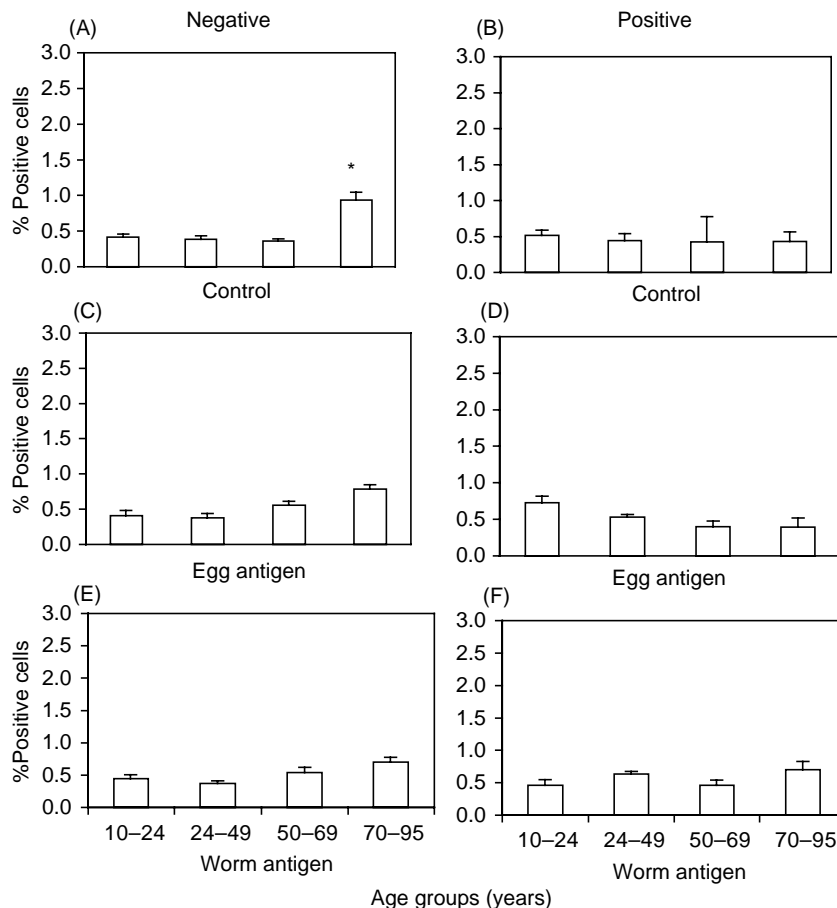 (A) Negative
3.0
2.5
2.0
1.5
1.0
0.5
0.0
% Positive cells
*
Control
(B) Positive
3.0
2.5
2.0
1.5
1.0
0.5
0.0
Control
(C)
3.0
2.5
2.0
1.5
1.0
0.5
0.0
% Positive cells
Egg antigen
(D)
3.0
2.5
2.0
1.5
1.0
0.5
0.0
Egg antigen
(E)
3.0
2.5
2.0
1.5
1.0
0.5
0.0
%Positive cells
10–24 24–49 50–69 70–95
Worm antigen
(F)
3.0
2.5
2.0
1.5
1.0
0.5
0.0
10–24 24–49 50–69 70–95
Worm antigen
Age groups (years)